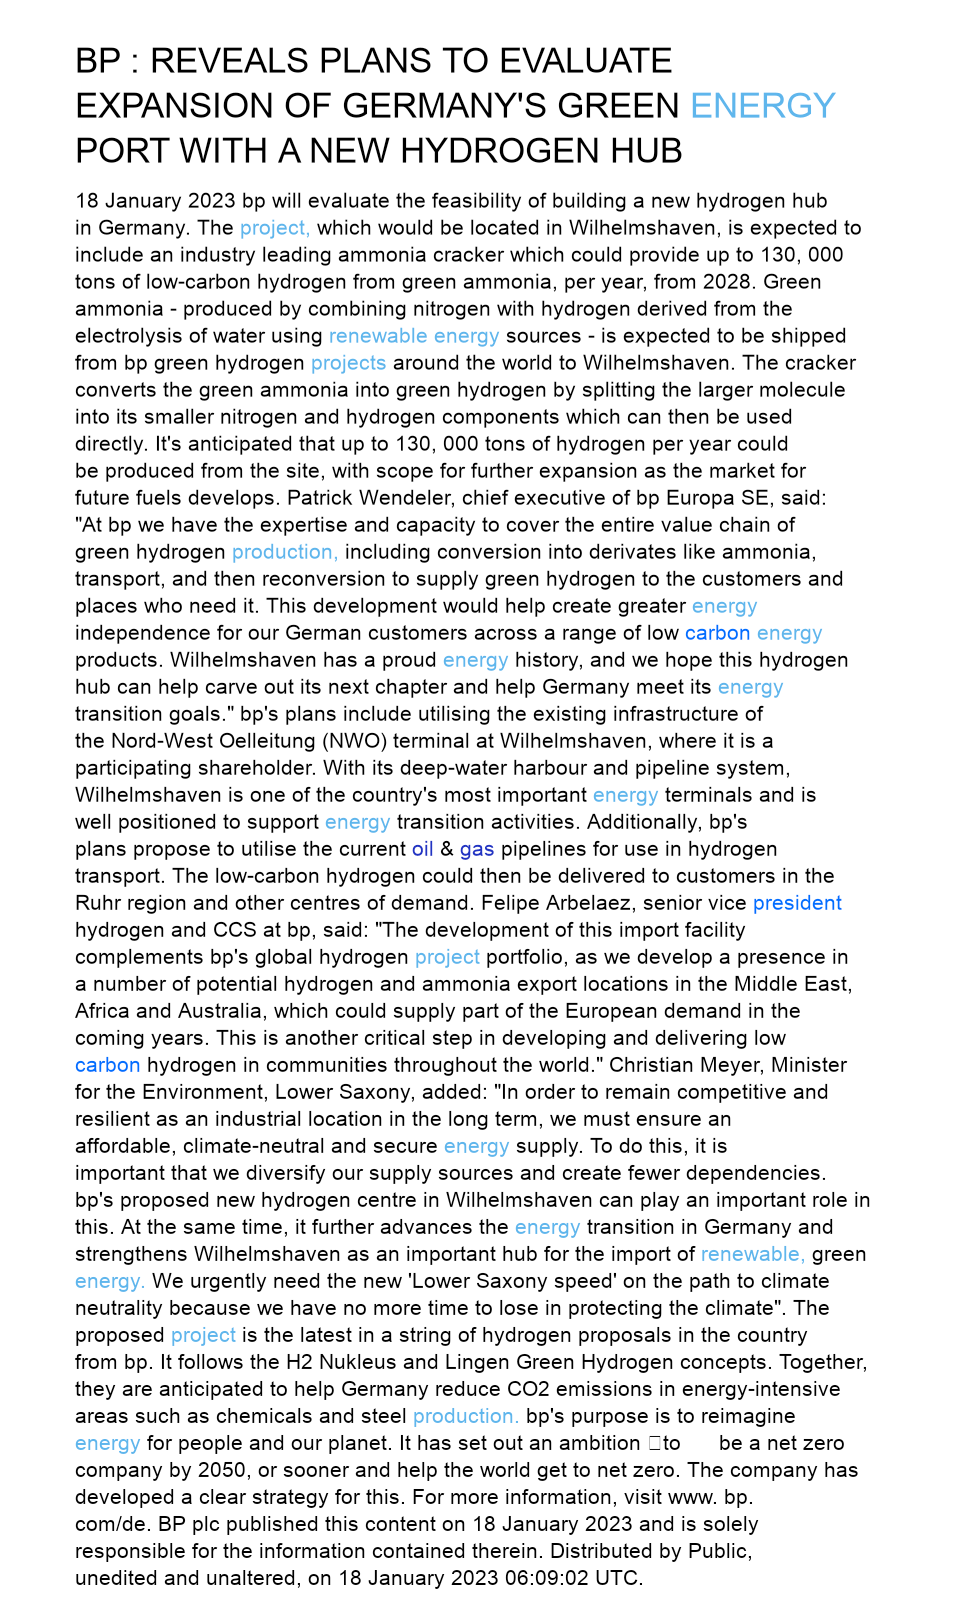 BP : REVEALS PLANS TO EVALUATE
EXPANSION OF GERMANY'S GREEN ENERGY
PORT WITH A NEW HYDROGEN HUB
18 January 2023 bp will evaluate the feasibility of building a new hydrogen hub
in Germany. The project, which would be located in Wilhelmshaven, is expected to
include an industry leading ammonia cracker which could provide up to 130, 000
tons of low-carbon hydrogen from green ammonia, per year, from 2028. Green
ammonia - produced by combining nitrogen with hydrogen derived from the
electrolysis of water using renewable energy sources - is expected to be shipped
from bp green hydrogen projects around the world to Wilhelmshaven. The cracker
converts the green ammonia into green hydrogen by splitting the larger molecule
into its smaller nitrogen and hydrogen components which can then be used
directly. It's anticipated that up to 130, 000 tons of hydrogen per year could
be produced from the site, with scope for further expansion as the market for
future fuels develops. Patrick Wendeler, chief executive of bp Europa SE, said:
"At bp we have the expertise and capacity to cover the entire value chain of
green hydrogen production, including conversion into derivates like ammonia,
transport, and then reconversion to supply green hydrogen to the customers and
places who need it. This development would help create greater energy
independence for our German customers across a range of low carbon energy
products. Wilhelmshaven has a proud energy history, and we hope this hydrogen
hub can help carve out its next chapter and help Germany meet its energy
transition goals." bp's plans include utilising the existing infrastructure of
the Nord-West Oelleitung (NWO) terminal at Wilhelmshaven, where it is a
participating shareholder. With its deep-water harbour and pipeline system,
Wilhelmshaven is one of the country's most important energy terminals and is
well positioned to support energy transition activities. Additionally, bp's
plans propose to utilise the current oil & gas pipelines for use in hydrogen
transport. The low-carbon hydrogen could then be delivered to customers in the
Ruhr region and other centres of demand. Felipe Arbelaez, senior vice president
hydrogen and CCS at bp, said: "The development of this import facility
complements bp's global hydrogen project portfolio, as we develop a presence in
a number of potential hydrogen and ammonia export locations in the Middle East,
Africa and Australia, which could supply part of the European demand in the
coming years. This is another critical step in developing and delivering low
carbon hydrogen in communities throughout the world." Christian Meyer, Minister
for the Environment, Lower Saxony, added: "In order to remain competitive and
resilient as an industrial location in the long term, we must ensure an
affordable, climate-neutral and secure energy supply. To do this, it is
important that we diversify our supply sources and create fewer dependencies.
bp's proposed new hydrogen centre in Wilhelmshaven can play an important role in
this. At the same time, it further advances the energy transition in Germany and
strengthens Wilhelmshaven as an important hub for the import of renewable, green
energy. We urgently need the new 'Lower Saxony speed' on the path to climate
neutrality because we have no more time to lose in protecting the climate". The
proposed project is the latest in a string of hydrogen proposals in the country
from bp. It follows the H2 Nukleus and Lingen Green Hydrogen concepts. Together,
they are anticipated to help Germany reduce CO2 emissions in energy-intensive
areas such as chemicals and steel production. bp's purpose is to reimagine
energy for people and our planet. It has set out an ambition to be a net zero
company by 2050, or sooner and help the world get to net zero. The company has
developed a clear strategy for this. For more information, visit www. bp.
com/de. BP plc published this content on 18 January 2023 and is solely
responsible for the information contained therein. Distributed by Public,
unedited and unaltered, on 18 January 2023 06:09:02 UTC.